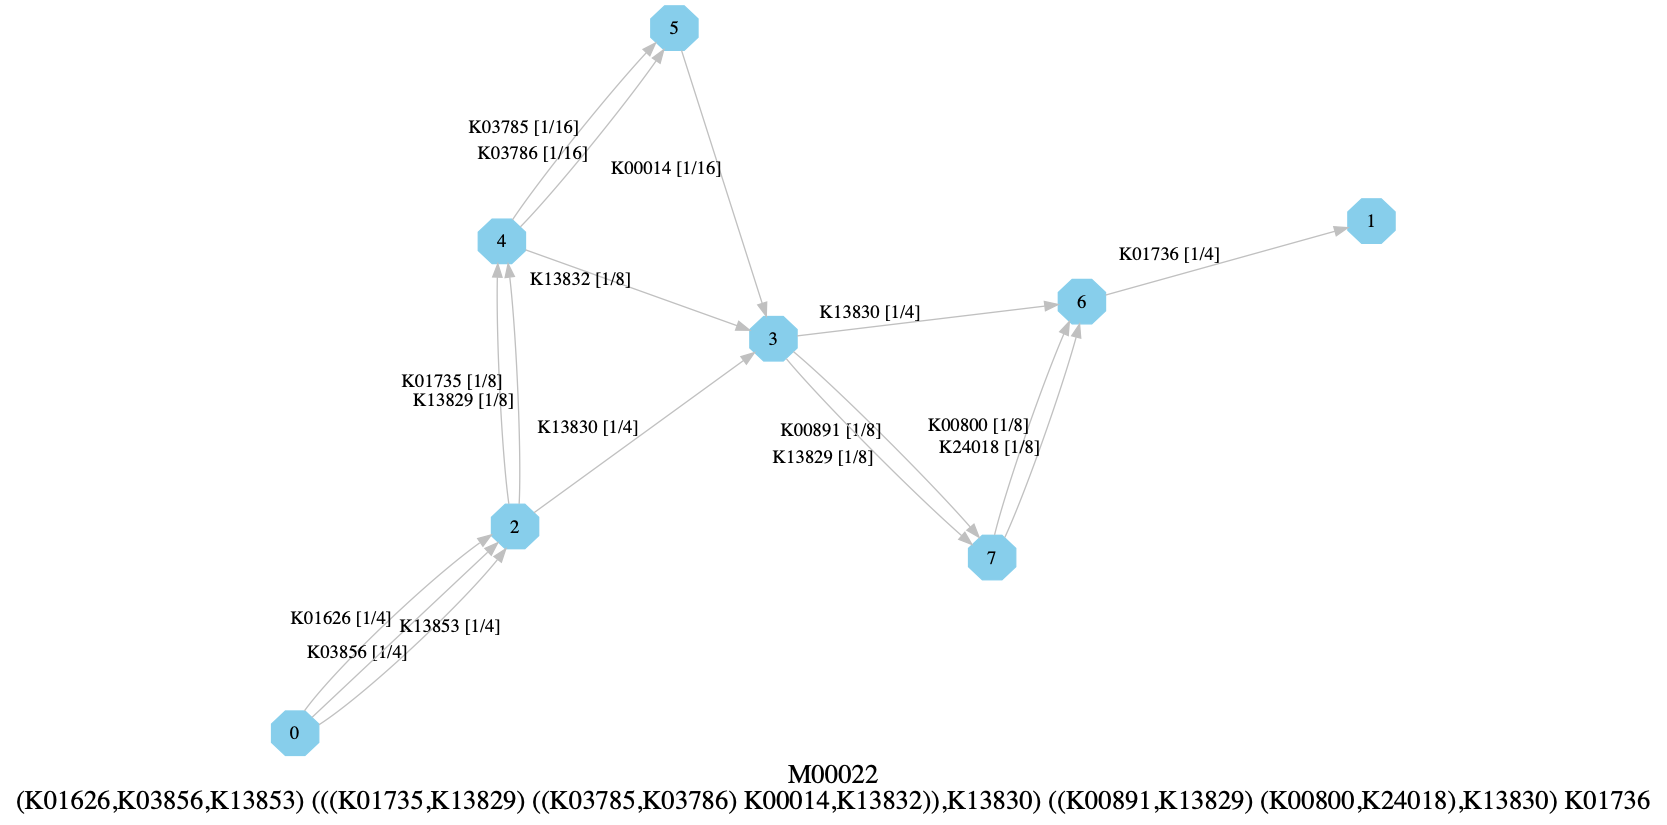 5
K03785 [1/16]
K03786 [1/16]
K00014 [1/16]
1
4
K01736 [1/4]
K13832 [1/8]
6
K13830 [1/4]
3
K01735 [1/8]
K13829 [1/8]
K13830 [1/4]
K00891 [1/8]
K00800 [1/8]
K24018 [1/8]
K13829 [1/8]
2
7
K01626 [1/4]
K13853 [1/4]
K03856 [1/4]
0
M00022
(K01626,K03856,K13853) (((K01735,K13829) ((K03785,K03786) K00014,K13832)),K13830) ((K00891,K13829) (K00800,K24018),K13830) K01736